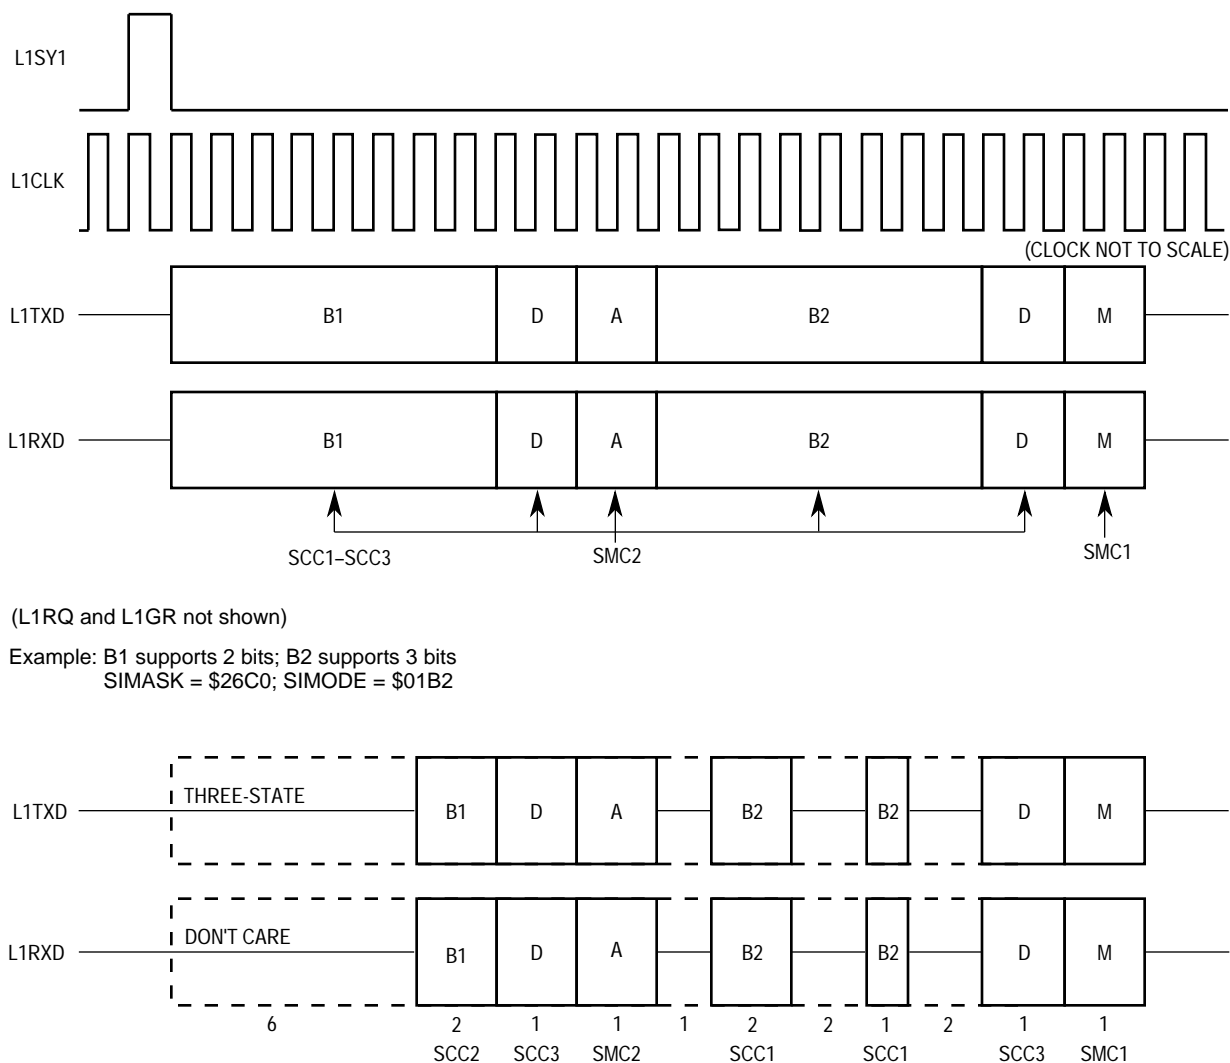 L1SY1
L1CLK
(CLOCK NOT TO SCALE)
L1TXD B1 D A B2 D M
L1RXD B1 D A B2 D M
SCC1–SCC3 SMC2 SMC1
(L1RQ and L1GR not shown)
Example: B1 supports 2 bits; B2 supports 3 bits
SIMASK = $26C0; SIMODE = $01B2
L1TXD THREE-STATE B1 D A B2 B2 D M
L1RXD DON'T CARE B1 D A B2 B2 D M
6 2 1 1 1 2 2 1 2 1 1
SCC2 SCC3 SMC2 SCC1 SCC1 SCC3 SMC1